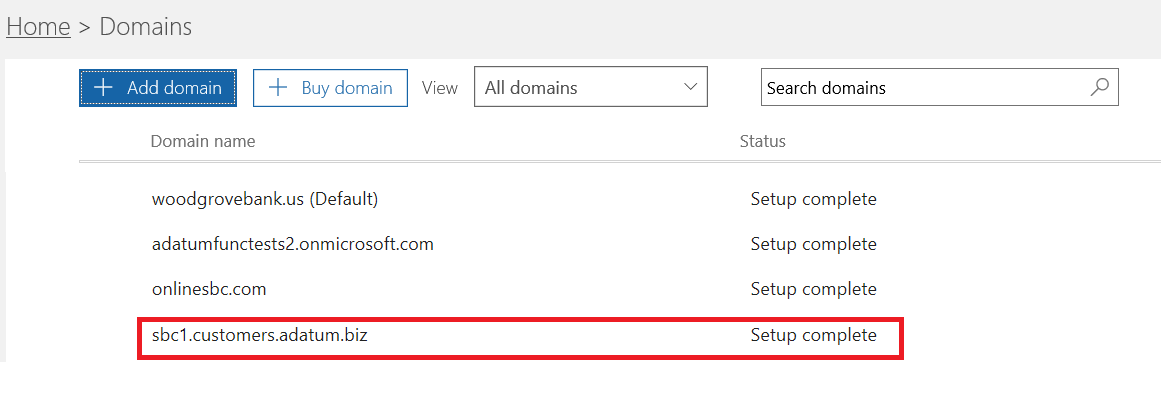 Home > Domains
+ Add domain + Buy domain View All domains Search domains
Domain name Status
woodgrovebank.us (Default) Setup complete
adatumfunctests2.onmicrosoft.com Setup complete
onlinesbc.com Setup complete
sbc1.customers.adatum.biz Setup complete